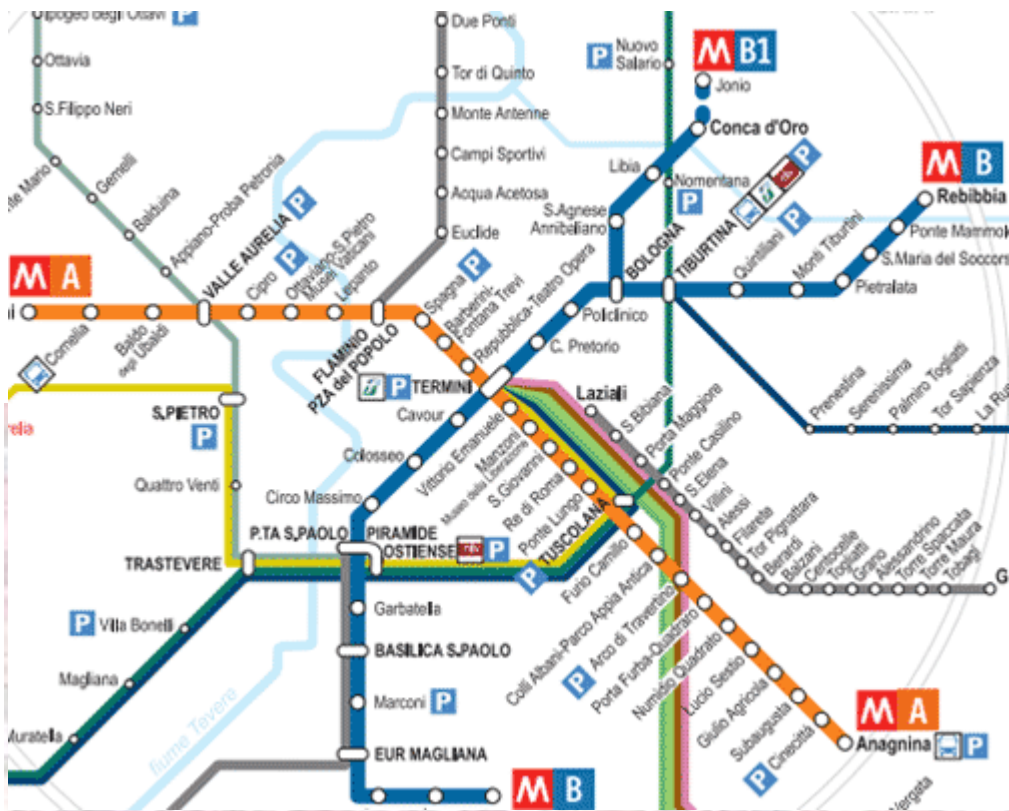 Due Ponti
Ottavia
Tor di Quinto
Nuovo
Salario
P
M B1
Jonio
S.Filippo Neri
Monte Antenne
Conca d'Oro
Campi Sportivi
Libia
M B
Gemelli
Acqua Acetosa
Nomentana
P
Rebibbia
Balduina
S.Agnese
Annibaliano
Euclide
Appiano-Proba Petronia
VALLE AURELIA
P
Ponte Mammol
S.Maria del Soccors
M A
Cipro
P
Ottaviano-S.Pietro
Musei Vaticani
Lepanto
Spagna
P
Barberini-
Fontana Trevi
Repubblica-Teatro Opera
BOLOGNA
TIBURTINA
P
Quintiliani
P
Monti Tiburtini
Pietralata
Policlinico
Cornelia
Baldo
degli Ubaldi
FLAMINIO
PZA del POPOLO
C. Pretorio
P
TERMINI
Laziali
S.PIETRO
P
Cavour
S. Bibiana
Porta Maggiore
Ponte Casilino
S.Elena
Villini
Alessi
Filarete
Tor Pignattara
Berardi
Balzani
Centocelle
Togliatti
Grano
Alessandrino
Torre Spaccata
Torre Maura
Tobagi
G
Prenestina
Serenissima
Palmiro Togliatti
Tor Sapienza
La Ru
Colosseo
Vittorio Emanuele
Manzoni
Museo della Liberazione
S.Giovanni
Re di Roma
Ponte Lungo
P
TUSCOLANA
Quattro Venti
Circo Massimo
P.TA S.PAOLO
PIRAMIDE
OSTIENSE
P
TRASTEVERE
Furio Camillo
Colli Albani-Parco Appia Antica
P
Arco di Travertino
Porta Furba-Quadraro
Numidio Quadrato
Lucio Sestio
Giulio Agricola
Subaugusta
P
Cinecittà
M A
Anagnina
P
Garbatella
P
Villa Bonelli
BASILICA S.PAOLO
Magliana
Marconi
P
Muratella
fiume Tevere
EUR MAGLIANA
M B
Vergata